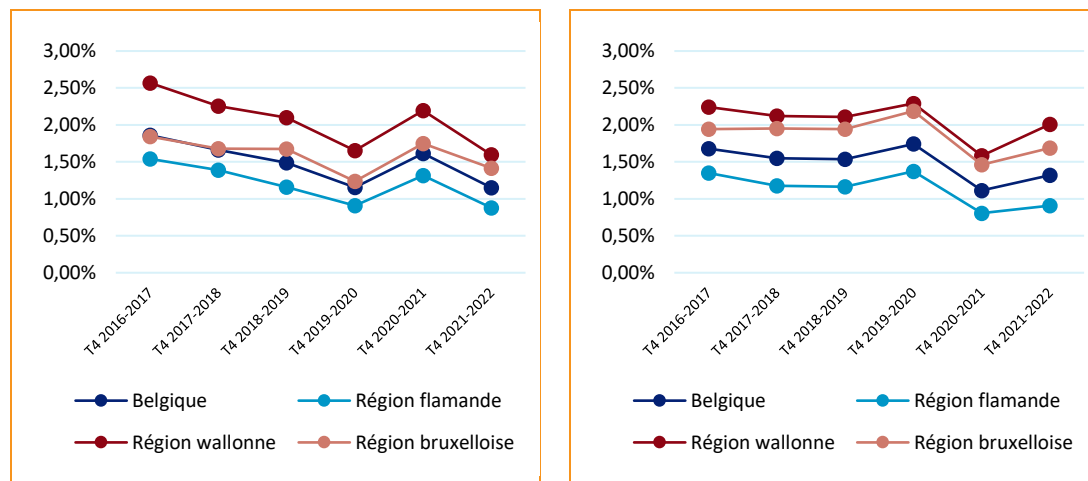 3,00%
2,50%
2,00%
1,50%
1,00%
0,50%
0,00%
T4 2016-2017
T4 2017-2018
T4 2018-2019
T4 2019-2020
T4 2020-2021
T4 2021-2022
Belgique
Région flamande
Région wallonne
Région bruxelloise
3,00%
2,50%
2,00%
1,50%
1,00%
0,50%
0,00%
T4 2016-2017
T4 2017-2018
T4 2018-2019
T4 2019-2020
T4 2020-2021
T4 2021-2022
Belgique
Région flamande
Région wallonne
Région bruxelloise